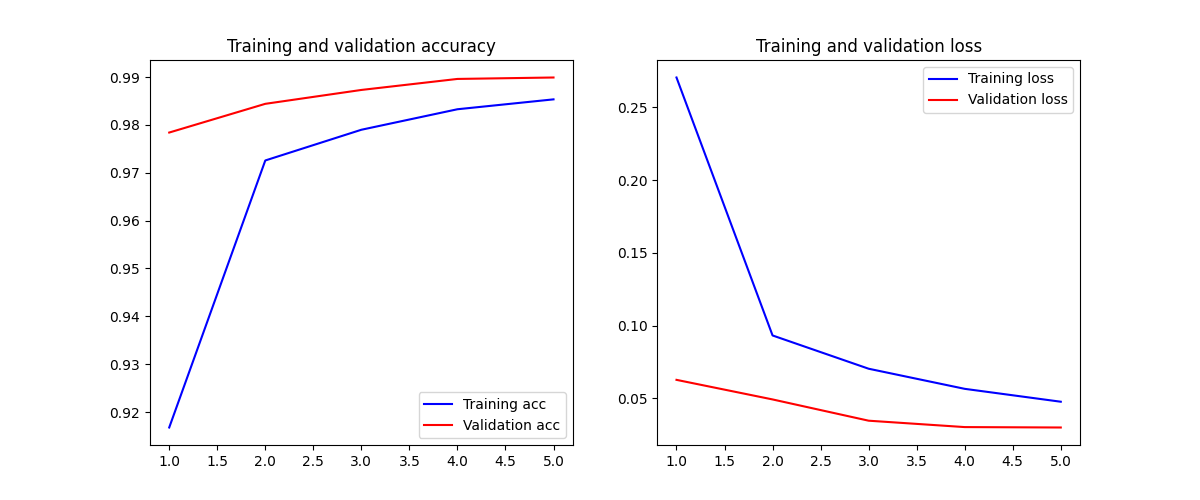 Training and validation accuracy
0.99
0.98
0.97
0.96
0.95
0.94
0.93
0.92
Training acc
Validation acc
1.0 1.5 2.0 2.5 3.0 3.5 4.0 4.5 5.0
Training and validation loss
Training loss
Validation loss
0.25
0.20
0.15
0.10
0.05
1.0 1.5 2.0 2.5 3.0 3.5 4.0 4.5 5.0